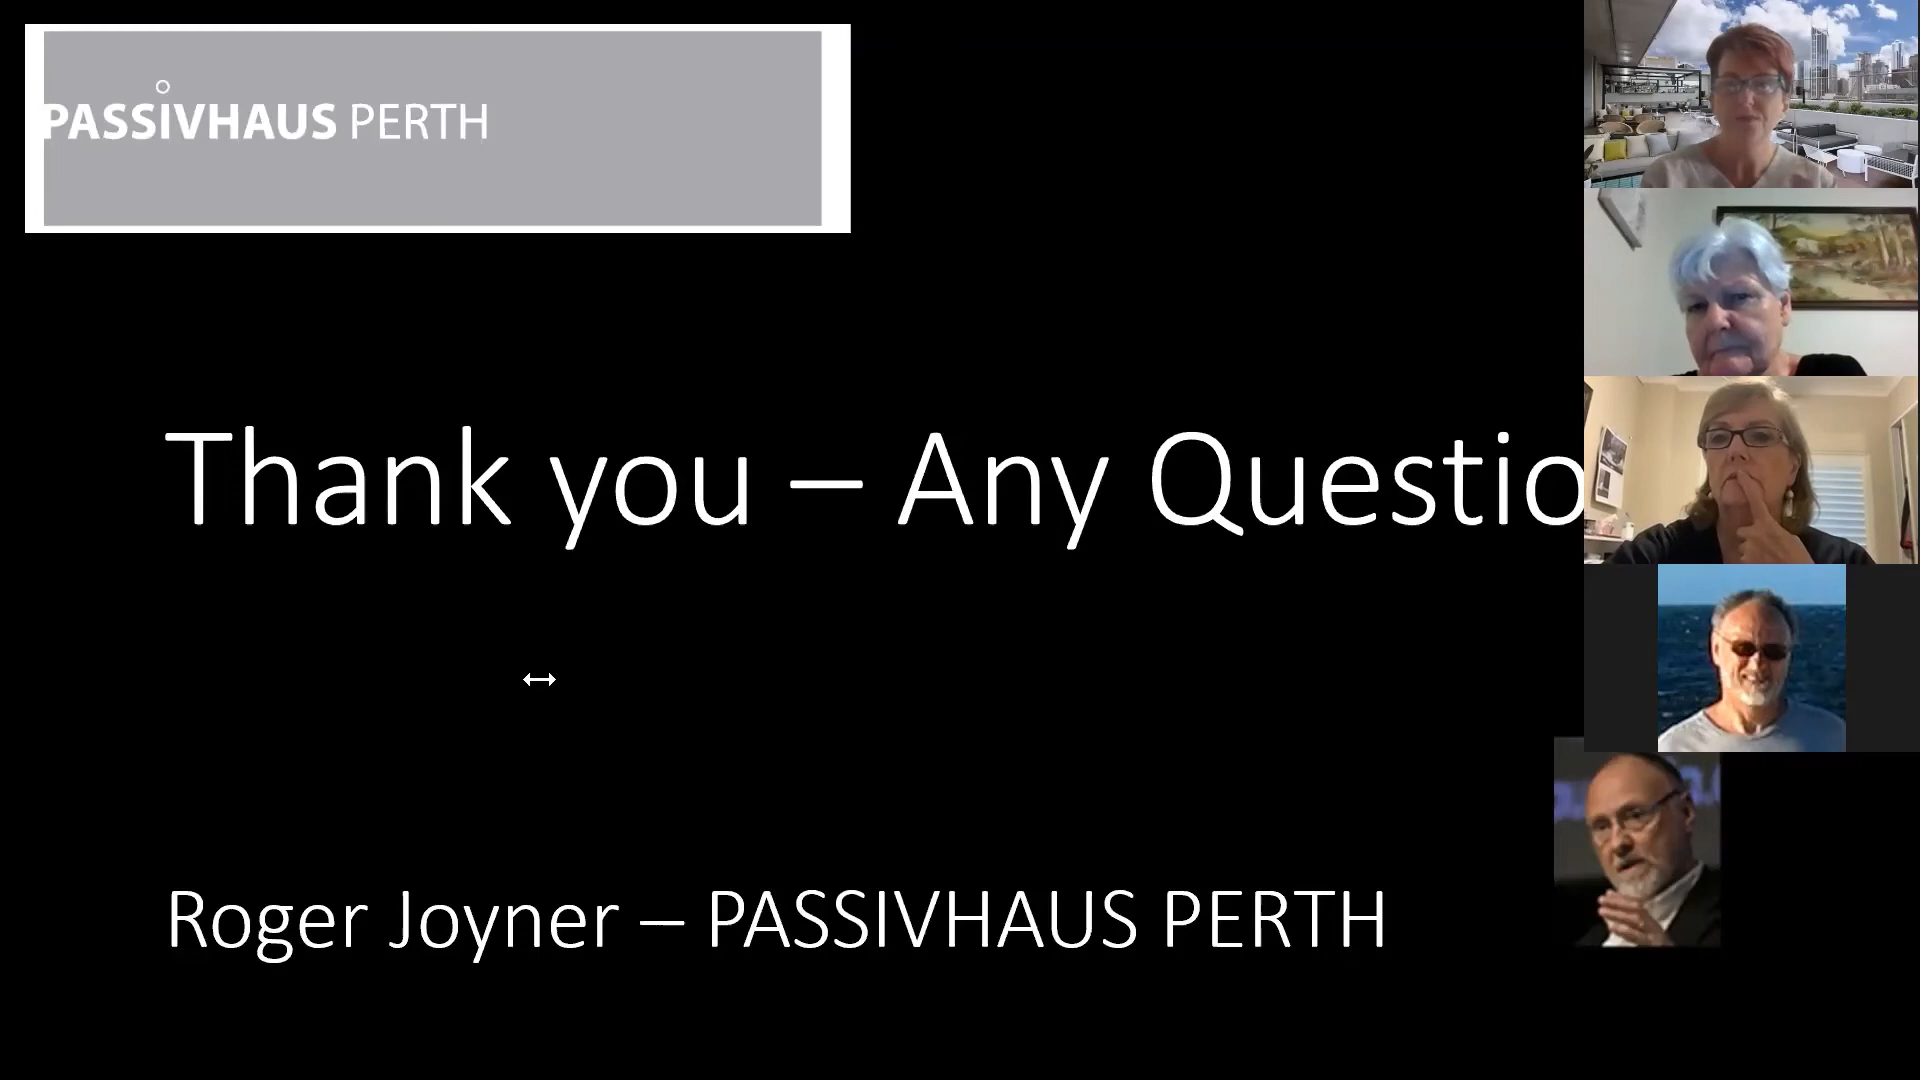 PASSIVHAUS PERTH
Thank you – Any Questio
Roger Joyner – PASSIVHAUS PERTH